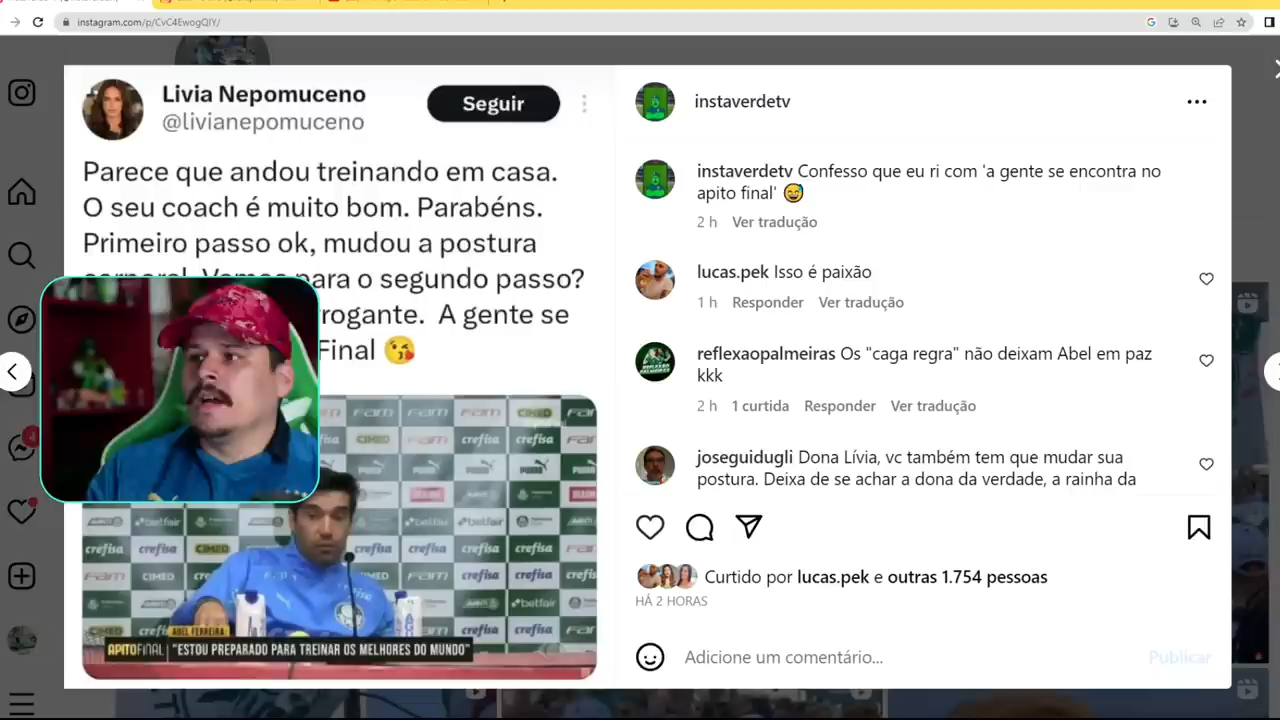 instagram.com/p/CvC4EwogQIY/
Livia Nepomuceno
@livianepomuceno
Seguir
Parece que andou treinando em casa.
O seu coach é muito bom. Parabéns.
Primeiro passo ok, mudou a postura
Vamos para o segundo passo?
rrogante. A gente se
Final 😘
FAM
CIMED
crefisa
PUMA
betfair
ABEL FERREIRA
APITO FINAL "ESTOU PREPARADO PARA TREINAR OS MELHORES DO MUNDO"
instaverdetv
instaverdetv Confesso que eu ri com 'a gente se encontra no
apito final' 😅
2 h Ver tradução
lucas.pek Isso é paixão
1 h Responder Ver tradução
reflexaopalmeiras Os "caga regra" não deixam Abel em paz
kkk
2 h 1 curtida Responder Ver tradução
joseguidugli Dona Lívia, vc também tem que mudar sua
postura. Deixa de se achar a dona da verdade, a rainha da
Curtido por lucas.pek e outras 1.754 pessoas
HÁ 2 HORAS
Adicione um comentário...
Publicar